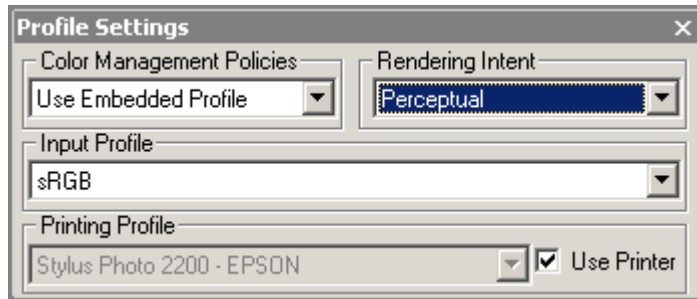 Profile Settings
Color Management Policies
Rendering Intent
Use Embedded Profile
Perceptual
Input Profile
sRGB
Printing Profile
Stylus Photo 2200 - EPSON
Use Printer